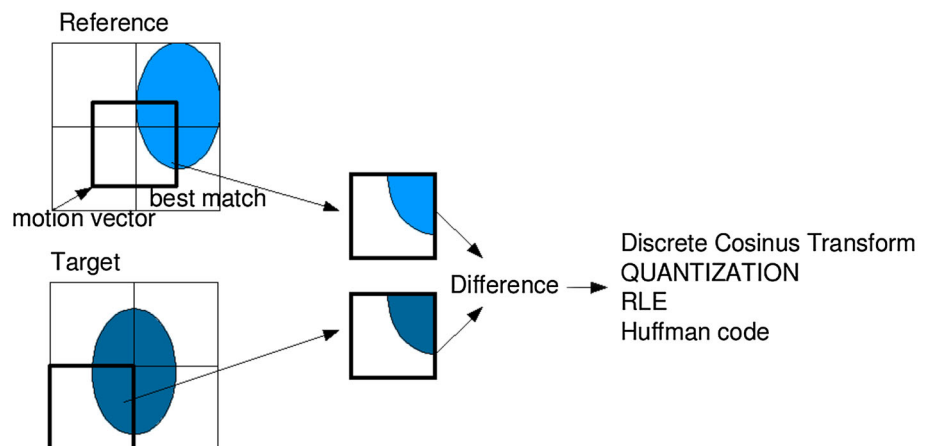 Reference
best match
motion vector
Target
Difference
Discrete Cosinus Transform
QUANTIZATION
RLE
Huffman code